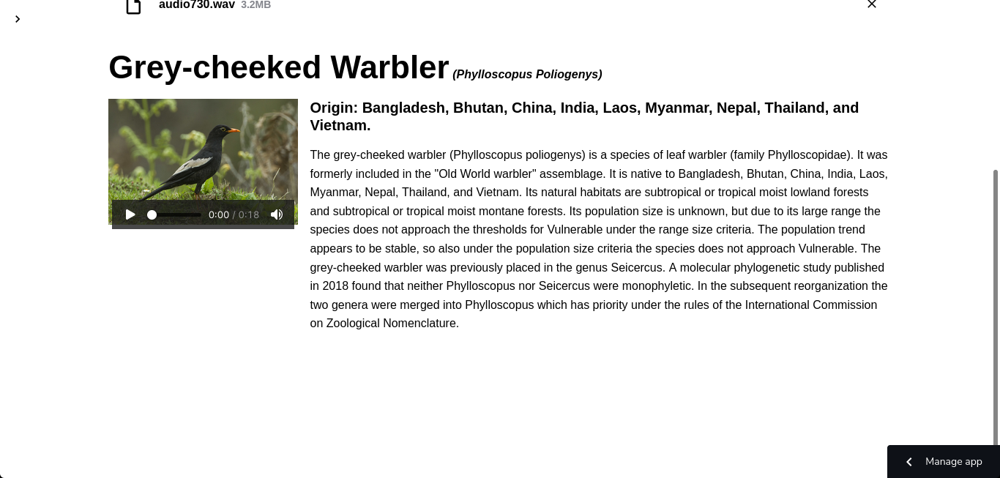 audio730.wav 3.2MB
Grey-cheeked Warbler (Phylloscopus Poliogenys)
Origin: Bangladesh, Bhutan, China, India, Laos, Myanmar, Nepal, Thailand, and
Vietnam.
The grey-cheeked warbler (Phylloscopus poliogenys) is a species of leaf warbler (family Phylloscopidae). It was
formerly included in the "Old World warbler" assemblage. It is native to Bangladesh, Bhutan, China, India, Laos,
Myanmar, Nepal, Thailand, and Vietnam. Its natural habitats are subtropical or tropical moist lowland forests
and subtropical or tropical moist montane forests. Its population size is unknown, but due to its large range the
species does not approach the thresholds for Vulnerable under the range size criteria. The population trend
appears to be stable, so also under the population size criteria the species does not approach Vulnerable. The
grey-cheeked warbler was previously placed in the genus Seicercus. A molecular phylogenetic study published
in 2018 found that neither Phylloscopus nor Seicercus were monophyletic. In the subsequent reorganization the
two genera were merged into Phylloscopus which has priority under the rules of the International Commission
on Zoological Nomenclature.
0:00 / 0:18
Manage app